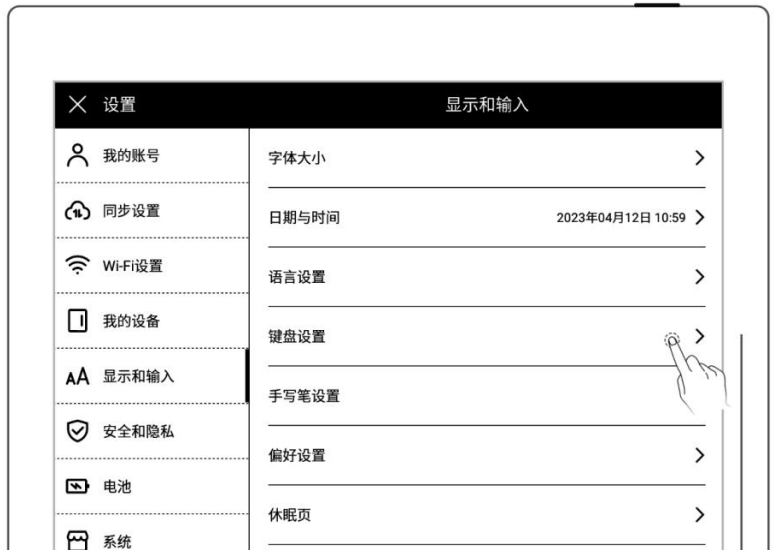 设置
显示和输入
我的账号
同步设置
Wi-Fi设置
我的设备
AA 显示和输入
安全和隐私
电池
系统
字体大小
日期与时间 2023年04月12日 10:59
语言设置
键盘设置
手写笔设置
偏好设置
休眠页